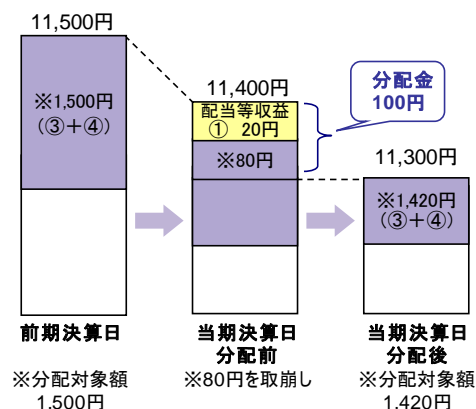 11,500円
※1,500円
(③+④)
前期決算日
※分配対象額
1,500円
11,400円
配当等収益
① 20円
※80円
当期決算日
分配前
※80円を取崩し
分配金
100円
11,300円
※1,420円
(③+④)
当期決算日
分配後
※分配対象額
1,420円